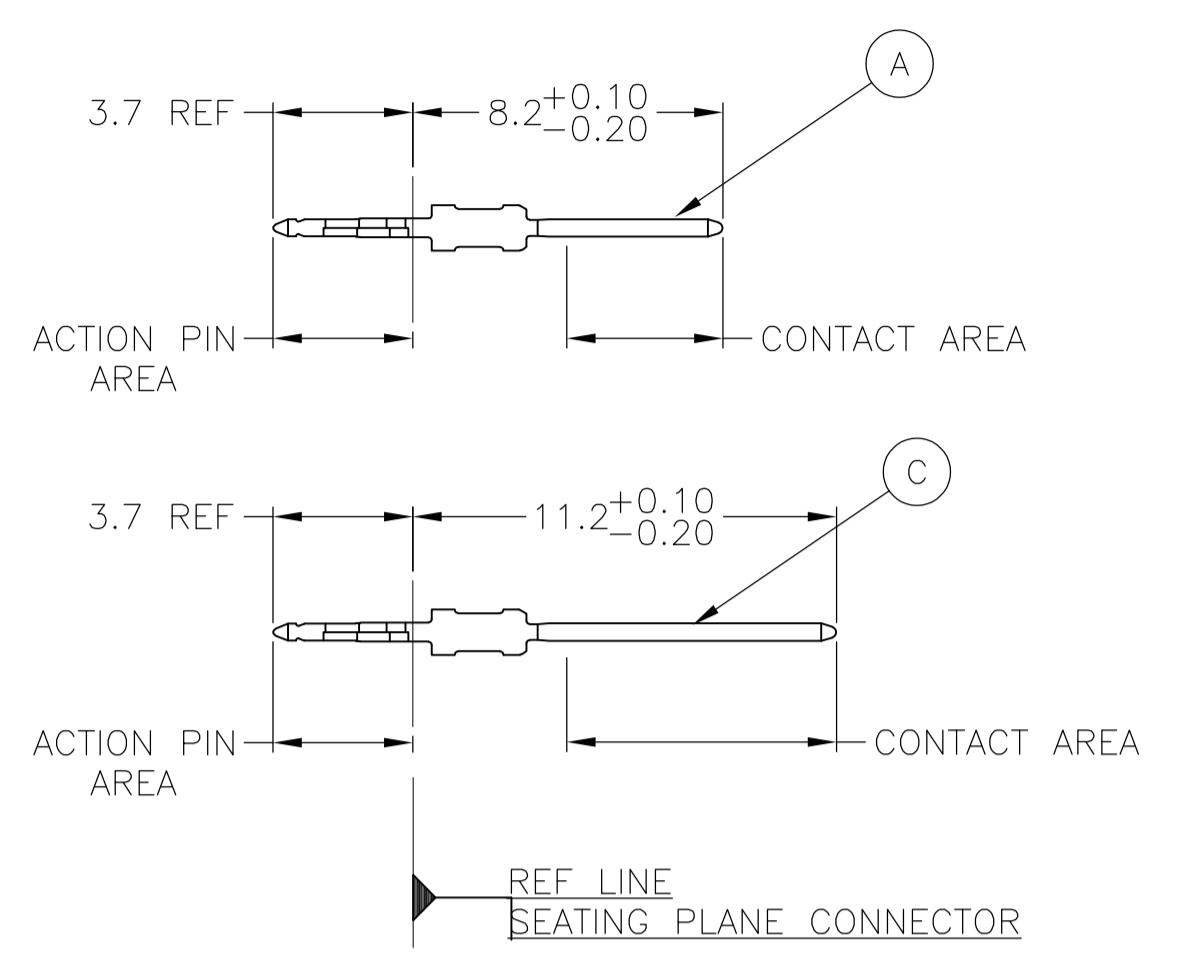 A
3.7 REF
8.2 +0.10
-0.20
ACTION PIN
AREA
CONTACT AREA
C
3.7 REF
11.2 +0.10
-0.20
ACTION PIN
AREA
CONTACT AREA
REF LINE
SEATING PLANE CONNECTOR